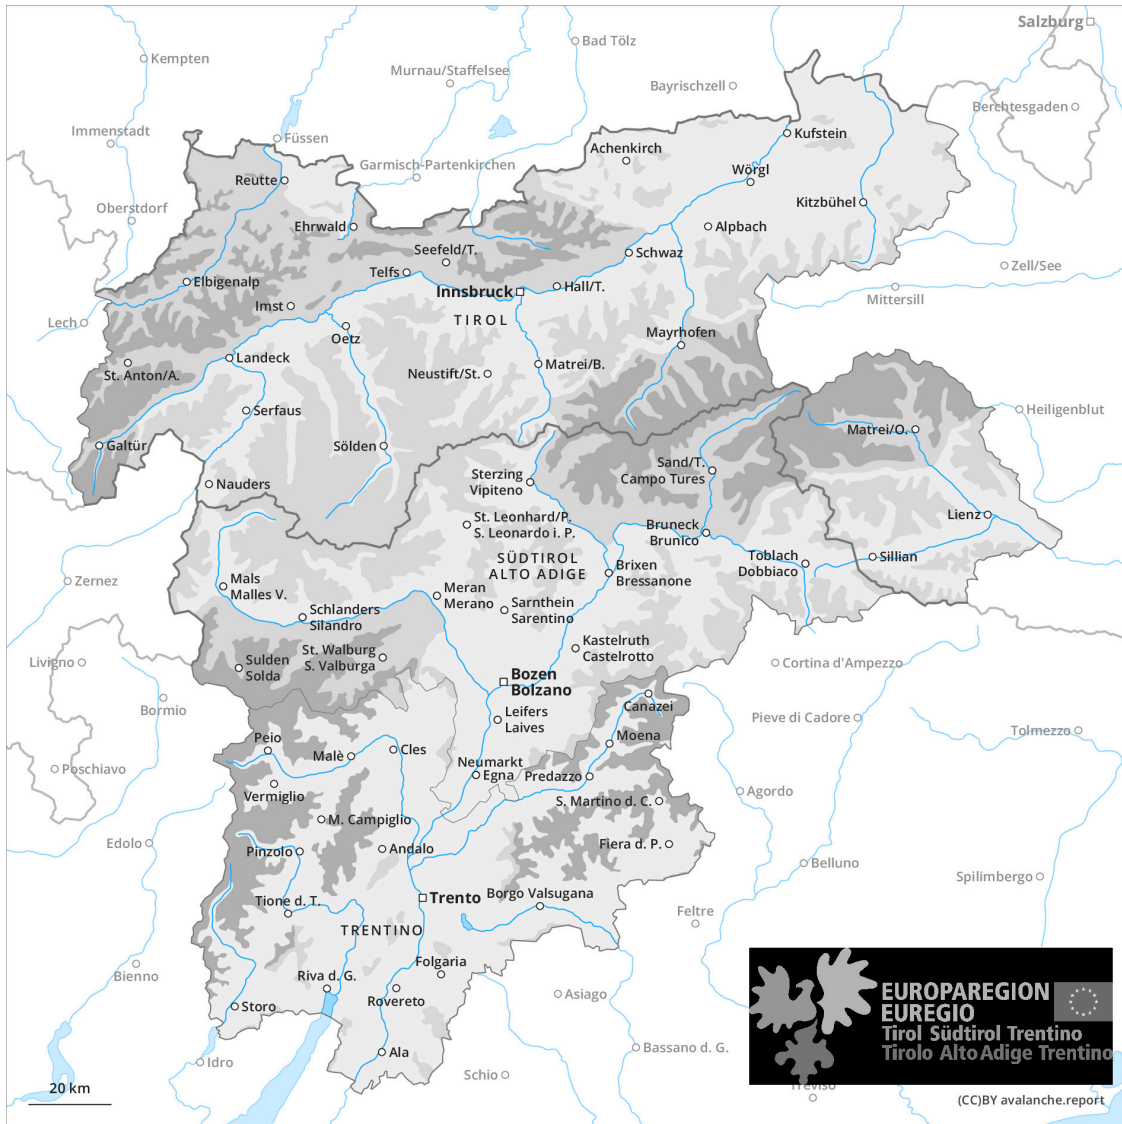 Salzburg
Bad Tölz
Kempten
Murnau/Staffelsee
Bayrischzell
Berchtesgaden
Immenstadt
Füssen
Kufstein
Achenkirch
Garmisch-Partenkirchen
Wörgl
Reutte
Kitzbühel
Oberstdorf
Ehrwald
Alpbach
Seefeld/T.
Schwaz
Telfs
Zell/See
Elbigenalp
Hall/T.
Innsbruck
Mittersill
Imst
TIROL
Lech
Mayrhofen
Oetz
Landeck
Matrei/B.
St. Anton/A.
Neustift/St.
Serfaus
Heiligenblut
Matrei/O.
Galtür
Sölden
Sand/T.
Campo Tures
Sterzing
Vipiteno
Nauders
Lienz
St. Leonhard/P.
S. Leonardo i. P.
Bruneck
Brunico
SÜDTIROL
ALTO ADIGE
Toblach
Dobbiaco
Sillian
Brixen
Bressanone
Zernez
Mals
Malles V.
Meran
Merano
Sarnthein
Sarentino
Schlanders
Silandro
Kastelruth
Castelrotto
St. Walburg
S. Valburga
Livigno
Sulden
Solda
Cortina d'Ampezzo
Bozen
Bolzano
Bormio
Canazei
Leifers
Laives
Pieve di Cadore
Tolmezzo
Peio
Moena
Malè
Cles
Neumarkt
Egna
Poschiavo
Predazzo
Vermiglio
Agordo
S. Martino d. C.
M. Campiglio
Edolo
Fiera d. P.
Pinzolo
Andalo
Belluno
Spilimbergo
Borgo Valsugana
Trento
Tione d. T.
Feltre
TRENTINO
Folgaria
Bienno
Riva d. G.
EUROPAREGION
EUREGIO
Tirol Südtirol Trentino
Tirolo Alto Adige Trentino
Asiago
Rovereto
Storo
Bassano d. G.
Ala
Idro
Schio
Treviso
20 km
(CC)BY avalanche.report